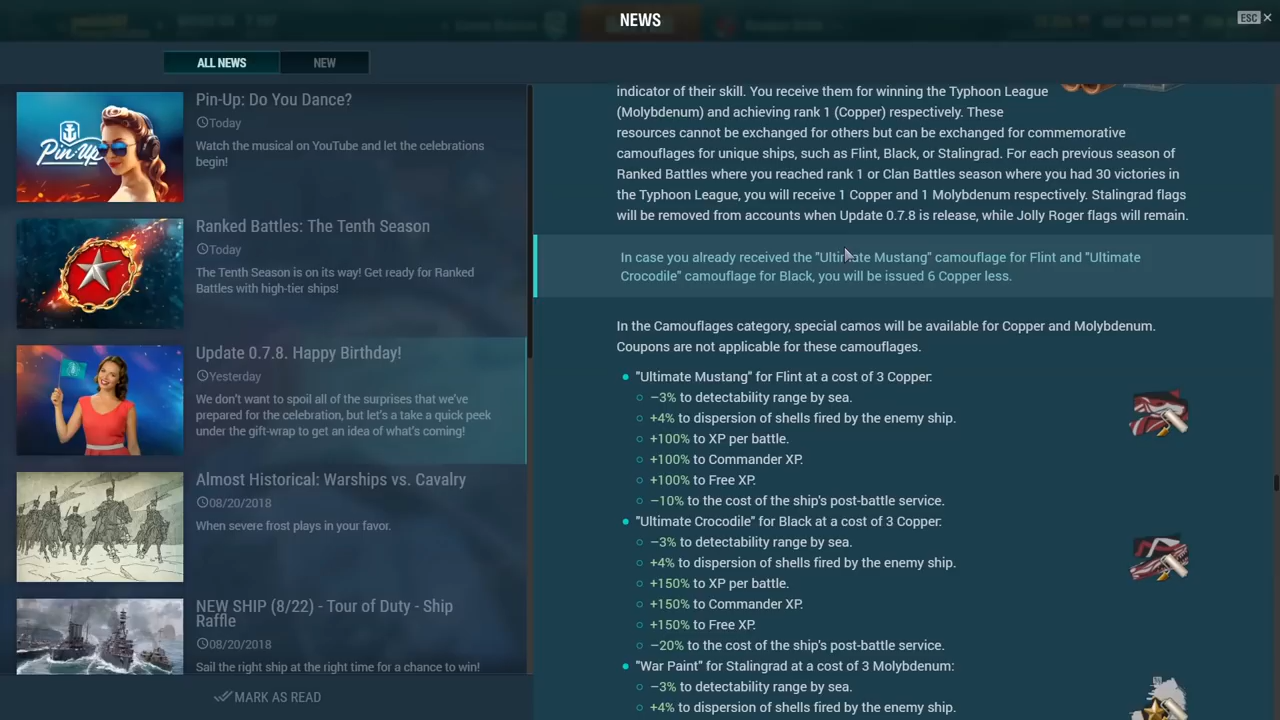 NEWS
ESC
ALL NEWS
NEW
Pin-Up
Pin-Up: Do You Dance?
Today
Watch the musical on YouTube and let the celebrations
begin!
Ranked Battles: The Tenth Season
Today
The Tenth Season is on its way! Get ready for Ranked
Battles with high-tier ships!
Update 0.7.8. Happy Birthday!
Yesterday
We don't want to spoil all of the surprises that we've
prepared for the celebration, but let's a take a quick peek
under the gift-wrap to get an idea of what's coming!
Almost Historical: Warships vs. Cavalry
08/20/2018
When severe frost plays in your favor.
NEW SHIP (8/22) - Tour of Duty - Ship
Raffle
08/20/2018
Sail the right ship at the right time for a chance to win!
MARK AS READ
indicator of their skill. You receive them for winning the Typhoon League
(Molybdenum) and achieving rank 1 (Copper) respectively. These
resources cannot be exchanged for others but can be exchanged for commemorative
camouflages for unique ships, such as Flint, Black, or Stalingrad. For each previous season of
Ranked Battles where you reached rank 1 or Clan Battles season where you had 30 victories in
the Typhoon League, you will receive 1 Copper and 1 Molybdenum respectively. Stalingrad flags
will be removed from accounts when Update 0.7.8 is release, while Jolly Roger flags will remain.
In case you already received the "Ultimate Mustang" camouflage for Flint and "Ultimate
Crocodile" camouflage for Black, you will be issued 6 Copper less.
In the Camouflages category, special camos will be available for Copper and Molybdenum.
Coupons are not applicable for these camouflages.
"Ultimate Mustang" for Flint at a cost of 3 Copper:
−3% to detectability range by sea.
+4% to dispersion of shells fired by the enemy ship.
+100% to XP per battle.
+100% to Commander XP.
+100% to Free XP.
−10% to the cost of the ship's post-battle service.
"Ultimate Crocodile" for Black at a cost of 3 Copper:
−3% to detectability range by sea.
+4% to dispersion of shells fired by the enemy ship.
+150% to XP per battle.
+150% to Commander XP.
+150% to Free XP.
−20% to the cost of the ship's post-battle service.
"War Paint" for Stalingrad at a cost of 3 Molybdenum:
−3% to detectability range by sea.
+4% to dispersion of shells fired by the enemy ship.